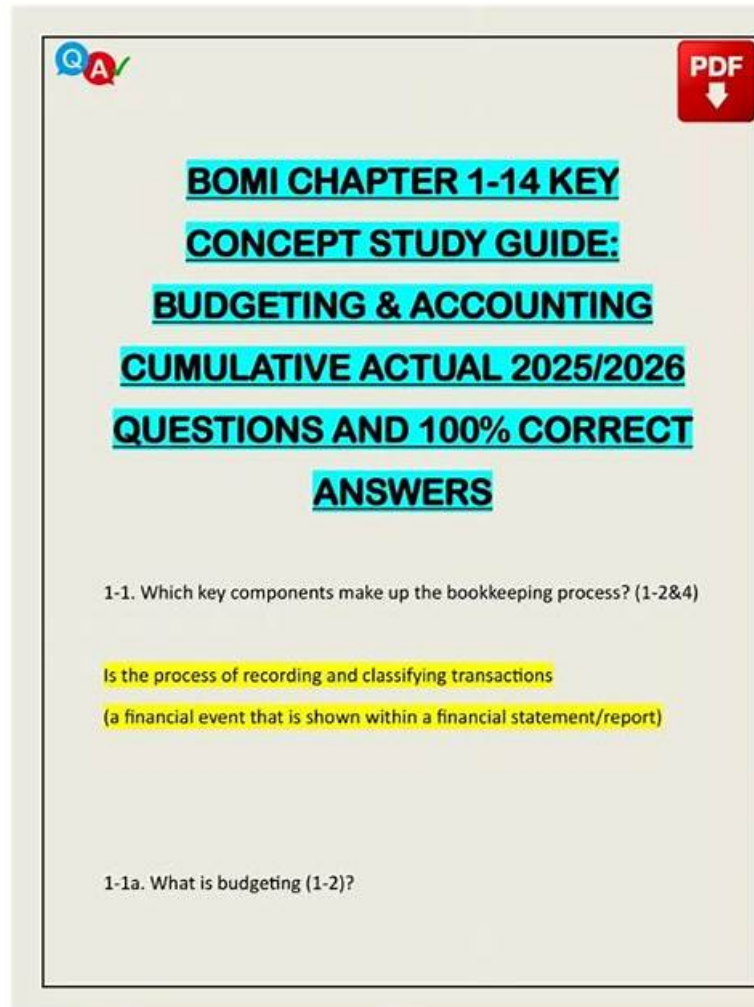 Q A
PDF
BOMI CHAPTER 1-14 KEY
CONCEPT STUDY GUIDE:
BUDGETING & ACCOUNTING
CUMULATIVE ACTUAL 2025/2026
QUESTIONS AND 100% CORRECT
ANSWERS
1-1. Which key components make up the bookkeeping process? (1-2&4)
Is the process of recording and classifying transactions
(a financial event that is shown within a financial statement/report)
1-1a. What is budgeting (1-2)?